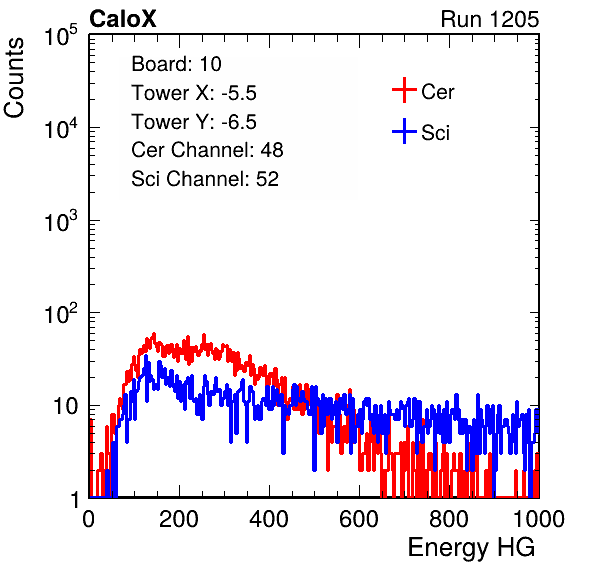 CaloX Run 1205
Counts
10^5
10^4
10^3
10^2
10
1
Board: 10
Tower X: -5.5
Tower Y: -6.5
Cer Channel: 48
Sci Channel: 52
Cer
Sci
0 200 400 600 800 1000
Energy HG